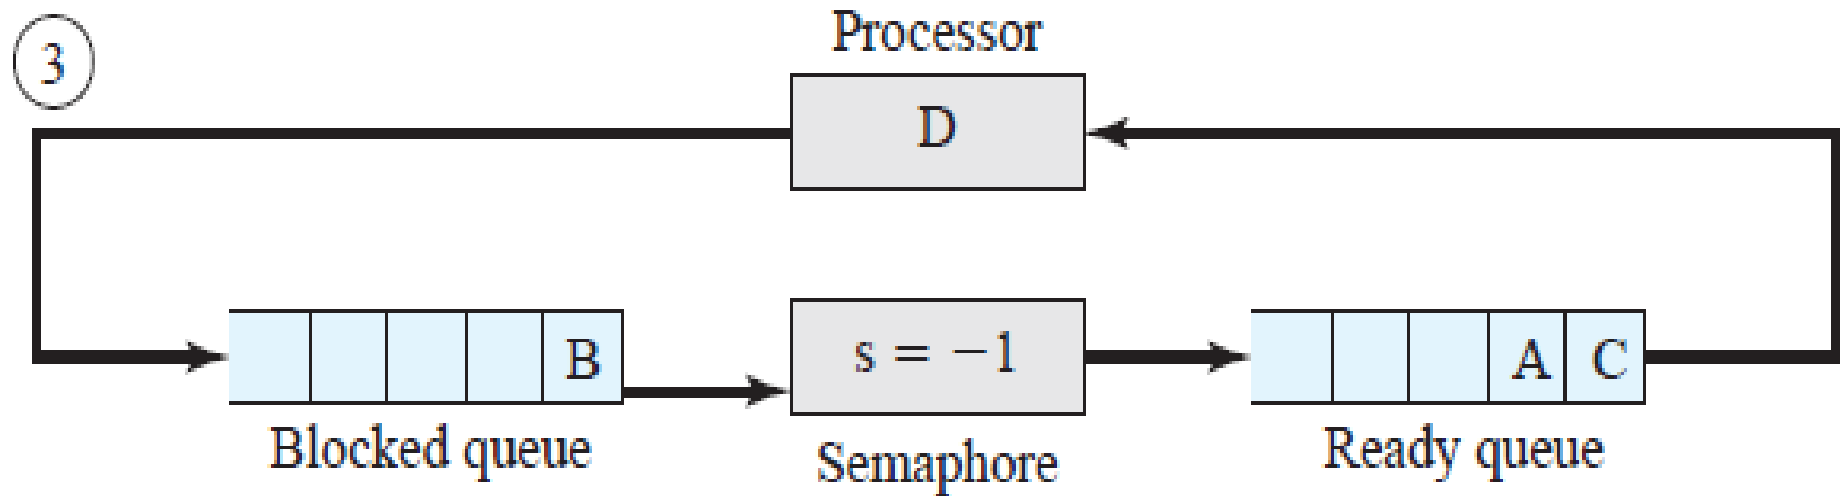 3
Processor
D
B
s = −1
A C
Blocked queue
Semaphore
Ready queue